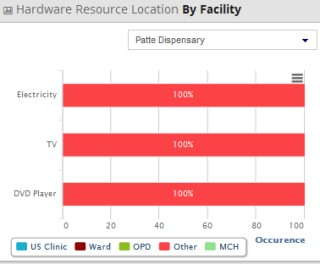 Hardware Resource Location By Facility
Patte Dispensary
Electricity 100%
TV 100%
DVD Player 100%
0 20 40 60 80 100
Occurence
US Clinic Ward OPD Other MCH